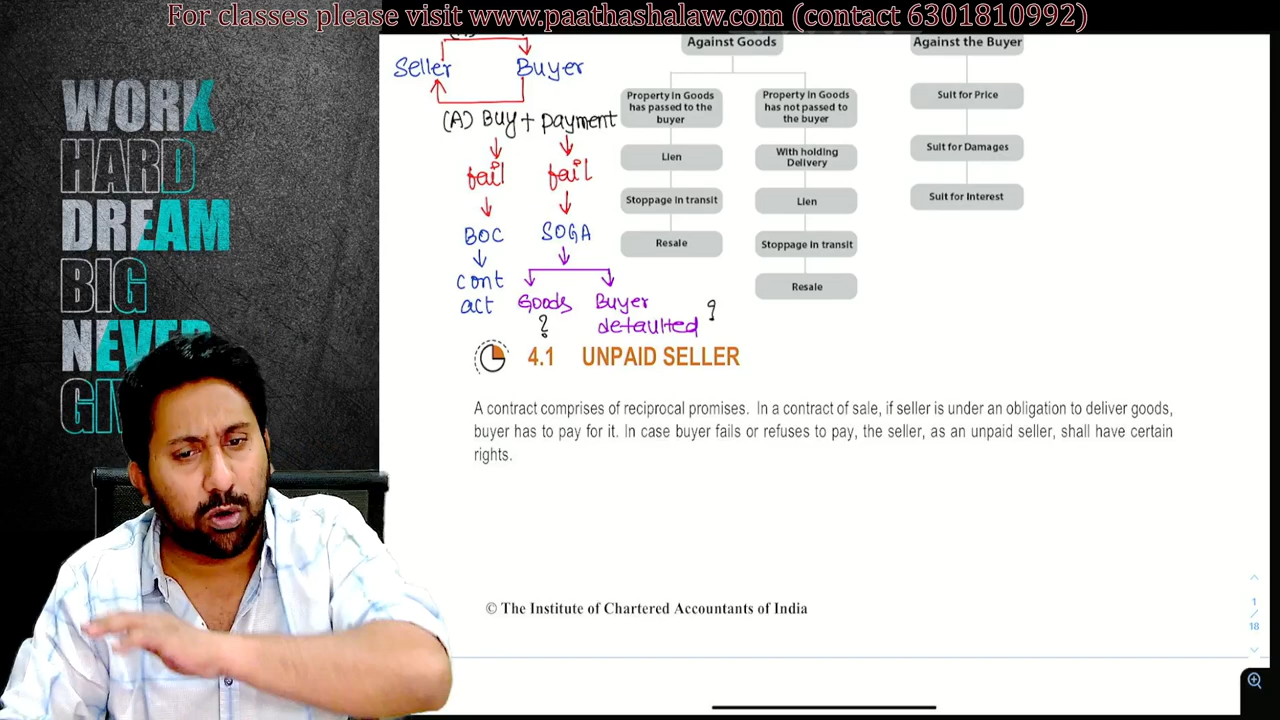 For classes please visit www.paathashalaw.com (contact 6301810992)
WORK
HARD
DREAM
BIG
NEVER
GIV
Seller Buyer
(A) Buy + payment
fail fail
BOC SOGA
cont
act
Goods Buyer
? defaulted ?
Against Goods
Property in Goods
has passed to the
buyer
Lien
Stoppage in transit
Resale
Property in Goods
has not passed to
the buyer
With holding
Delivery
Lien
Stoppage in transit
Resale
Against the Buyer
Suit for Price
Suit for Damages
Suit for Interest
4.1 UNPAID SELLER
A contract comprises of reciprocal promises. In a contract of sale, if seller is under an obligation to deliver goods,
buyer has to pay for it. In case buyer fails or refuses to pay, the seller, as an unpaid seller, shall have certain
rights.
© The Institute of Chartered Accountants of India
1
/
18